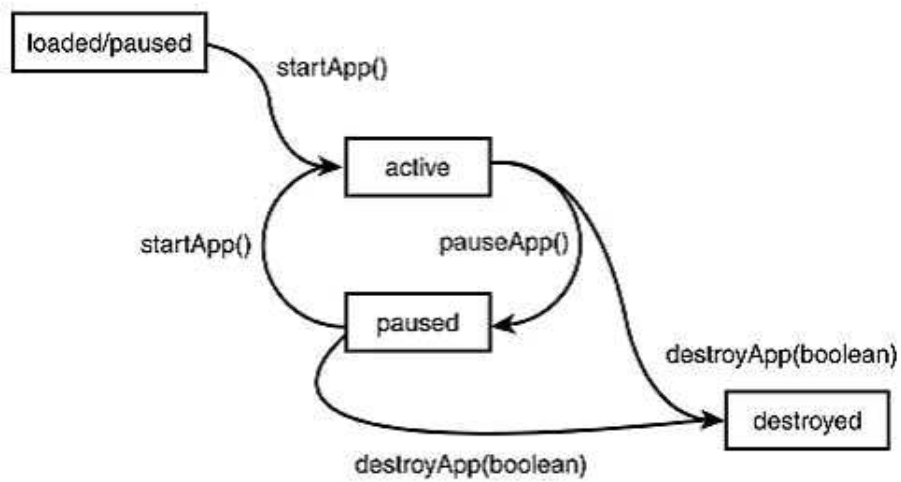 loaded/paused
startApp()
active
startApp()
pauseApp()
paused
destroyApp(boolean)
destroyed
destroyApp(boolean)